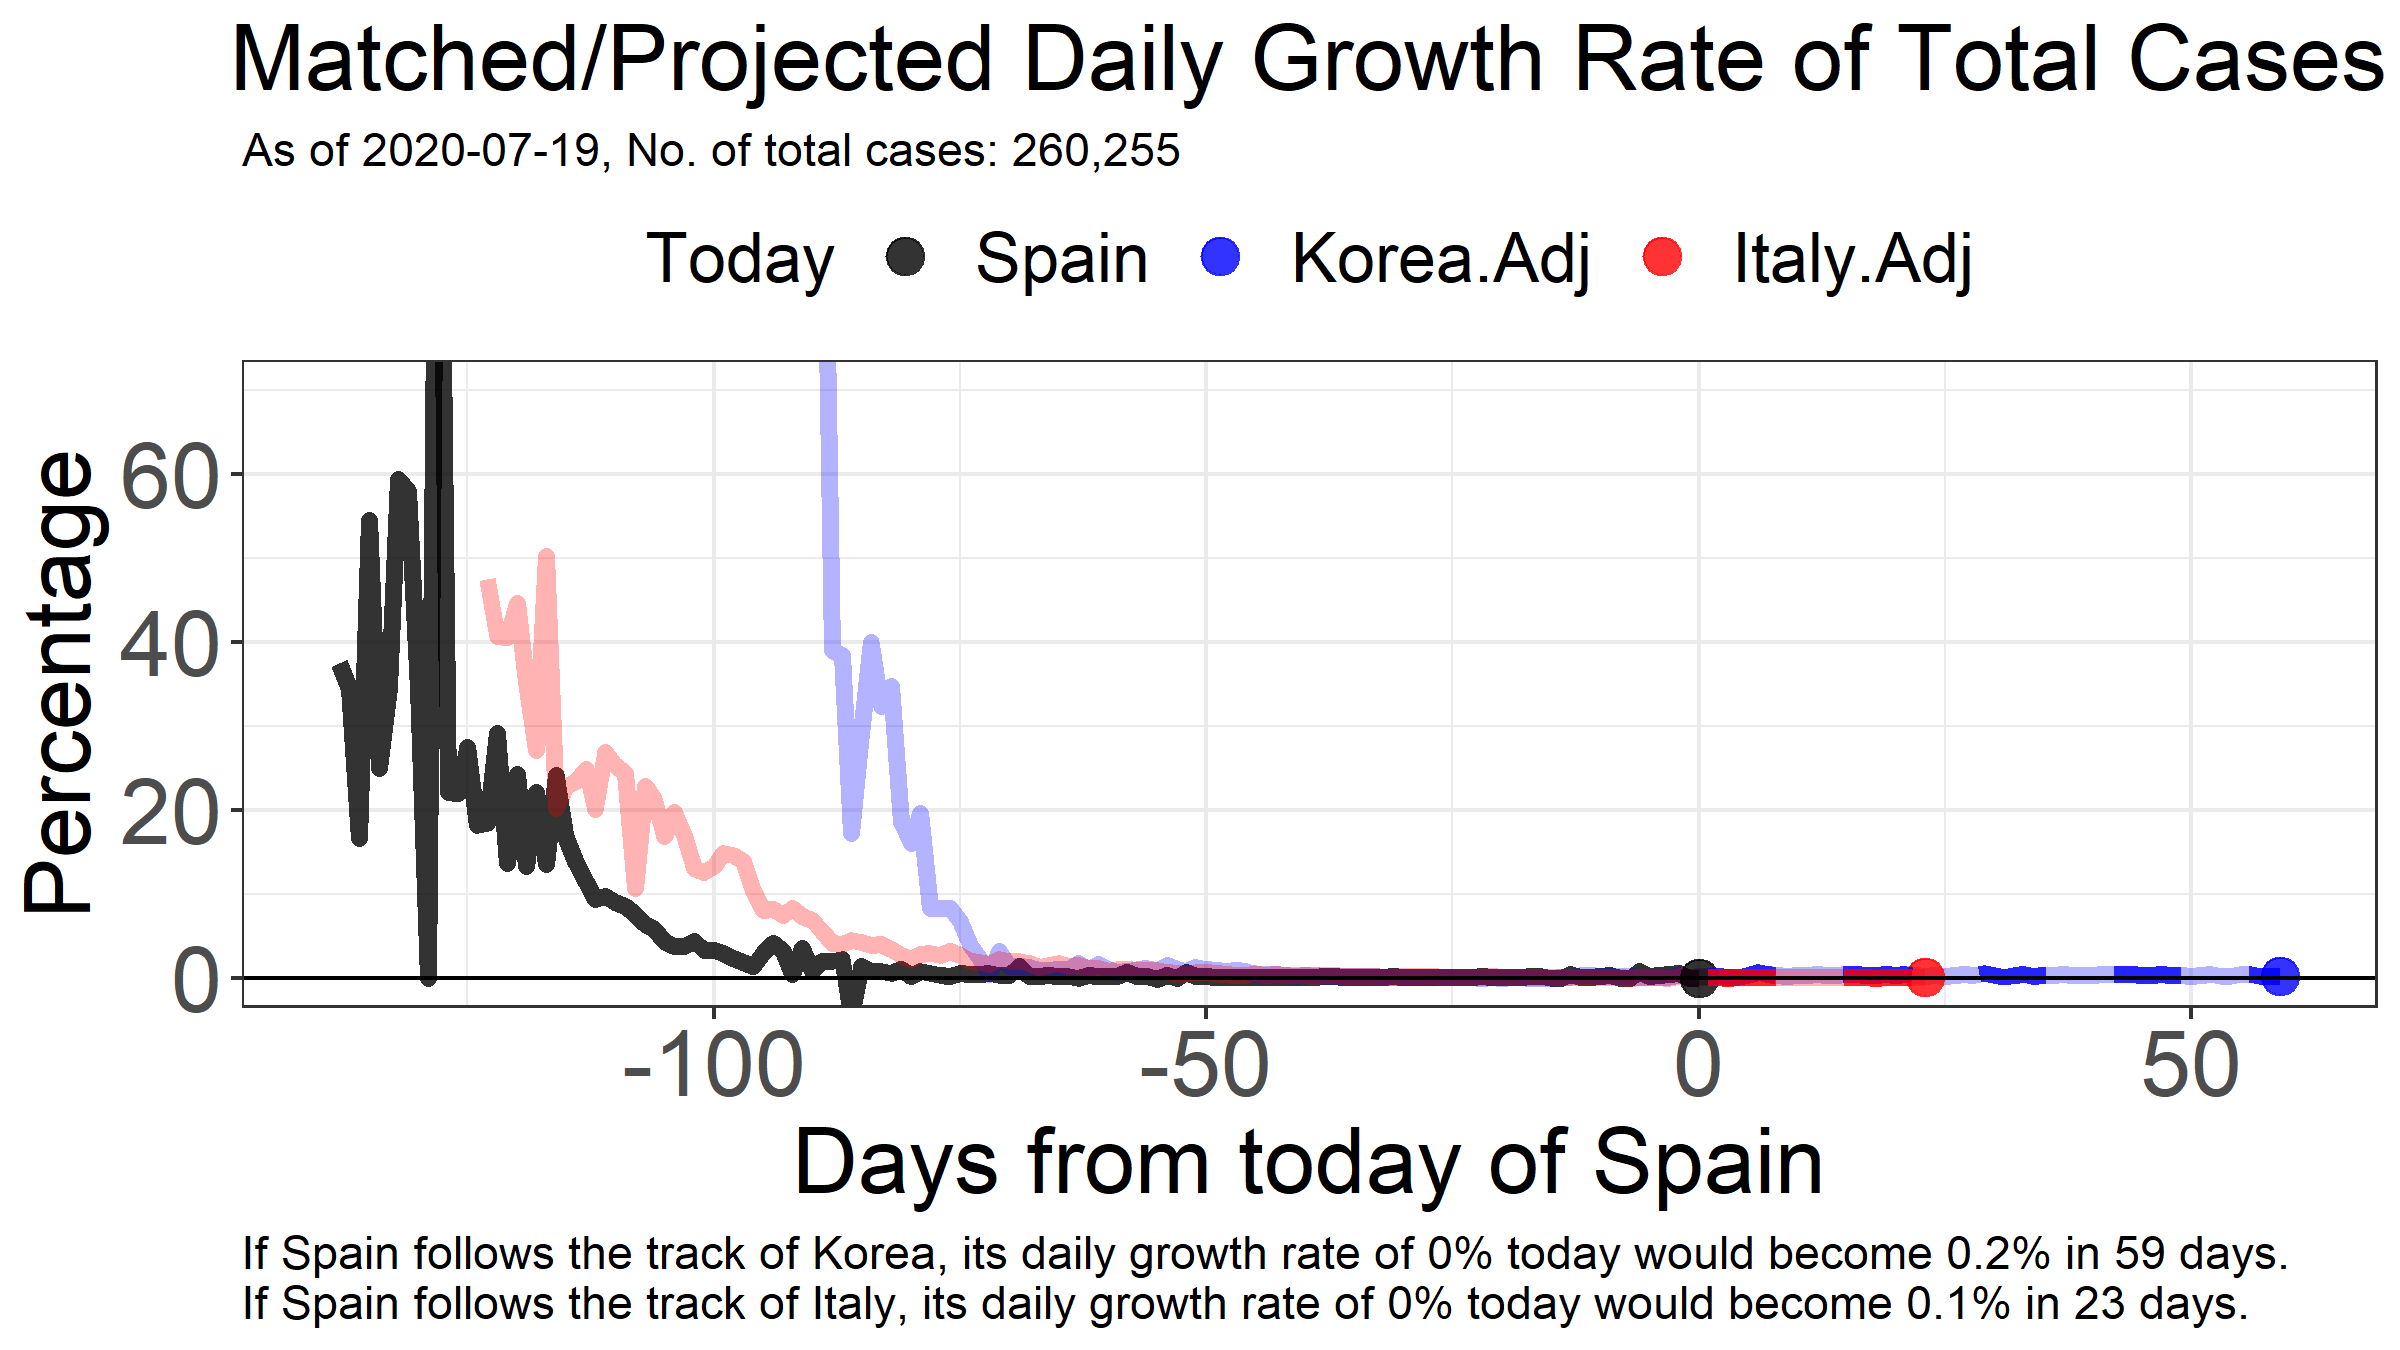 Matched/Projected Daily Growth Rate of Total Cases
As of 2020-07-19, No. of total cases: 260,255
Today Spain Korea.Adj Italy.Adj
Percentage
60
40
20
0
-100 -50 0 50
Days from today of Spain
If Spain follows the track of Korea, its daily growth rate of 0% today would become 0.2% in 59 days.
If Spain follows the track of Italy, its daily growth rate of 0% today would become 0.1% in 23 days.